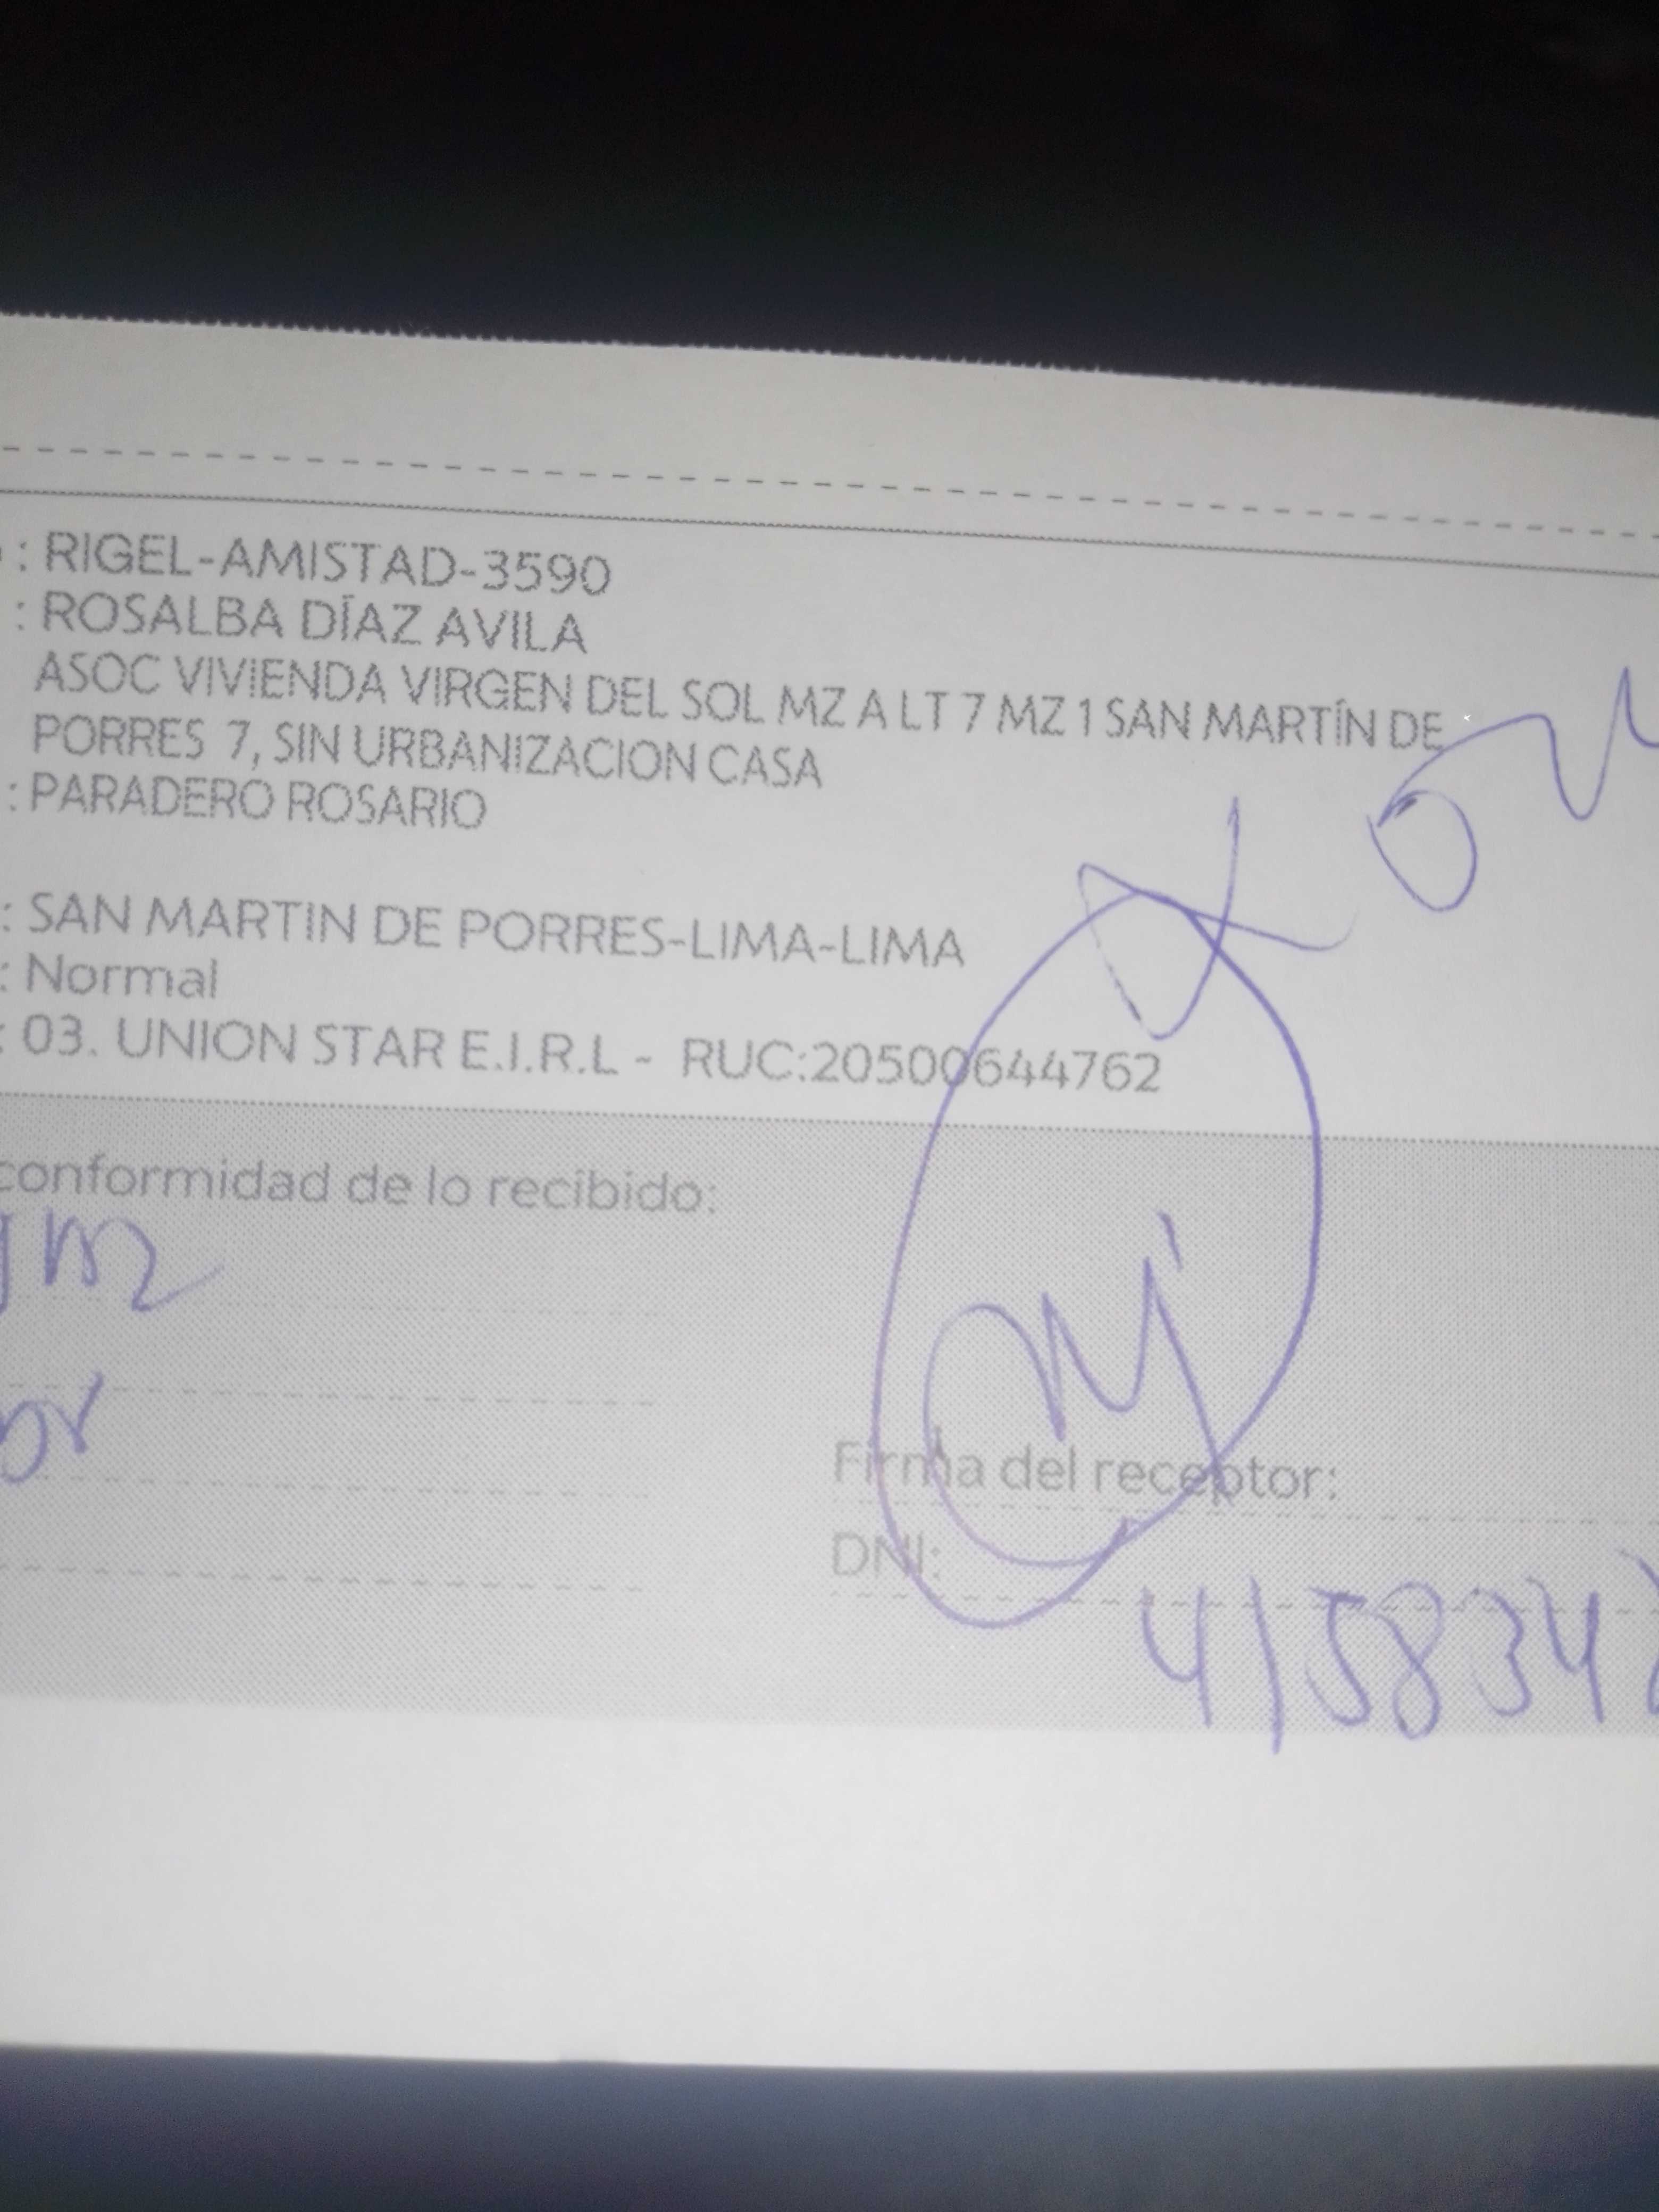 : RIGEL-AMISTAD-3590
: ROSALBA DÍAZ AVILA
ASOC VIVIENDA VIRGEN DEL SOL MZ A LT 7 MZ 1 SAN MARTÍN DE
PORRES 7, SIN URBANIZACION CASA
: PARADERO ROSARIO
: SAN MARTIN DE PORRES-LIMA-LIMA
: Normal
: 03. UNION STAR E.I.R.L - RUC:20500644762
conformidad de lo recibido:
Firma del receptor:
DNI:
415834